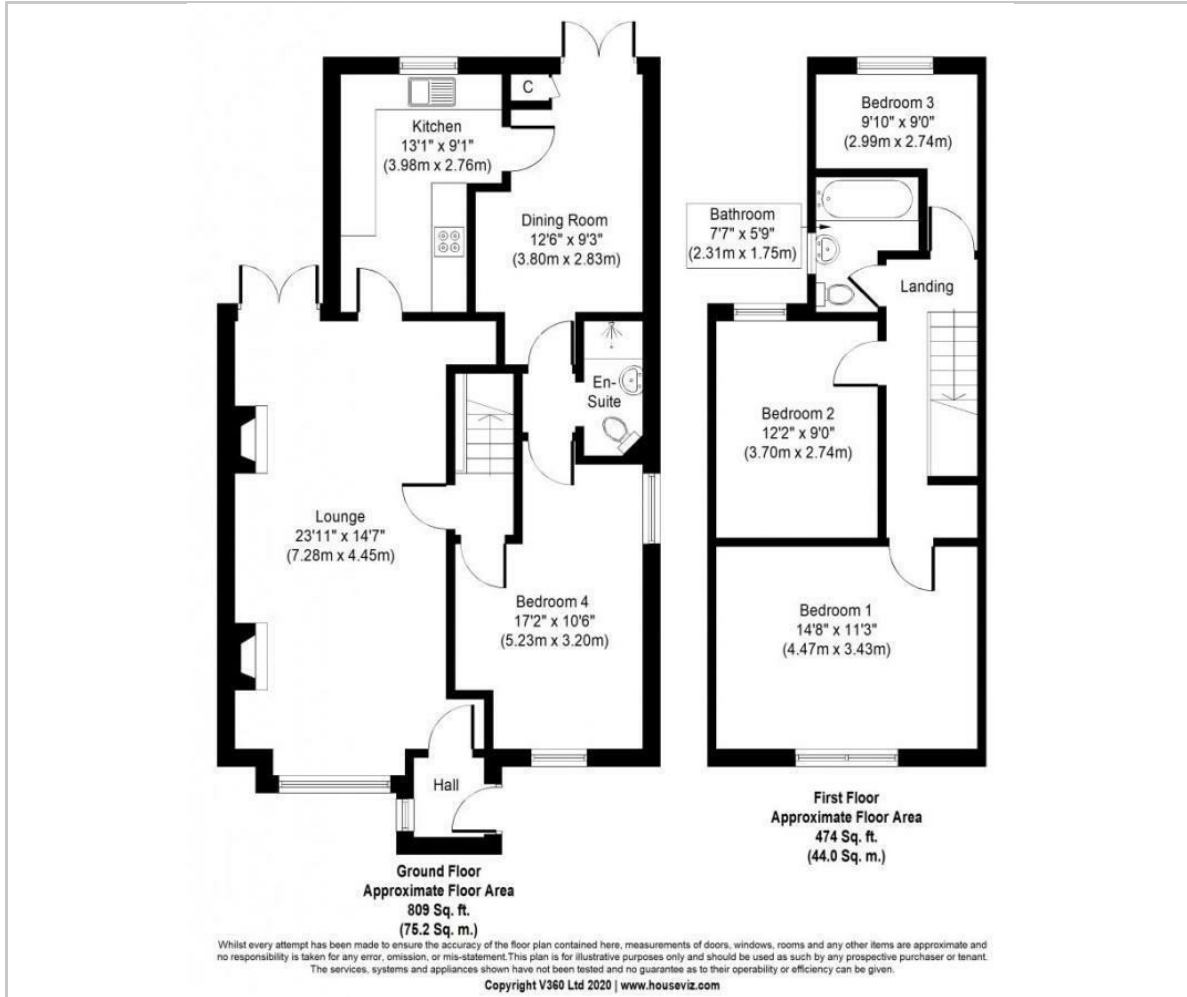 C
Kitchen
13'1" x 9'1"
(3.98m x 2.76m)
Dining Room
12'6" x 9'3"
(3.80m x 2.83m)
En-
Suite
Lounge
23'11" x 14'7"
(7.28m x 4.45m)
Bedroom 4
17'2" x 10'6"
(5.23m x 3.20m)
Hall
Ground Floor
Approximate Floor Area
809 Sq. ft.
(75.2 Sq. m.)
Bedroom 3
9'10" x 9'0"
(2.99m x 2.74m)
Bathroom
7'7" x 5'9"
(2.31m x 1.75m)
Landing
Bedroom 2
12'2" x 9'0"
(3.70m x 2.74m)
Bedroom 1
14'8" x 11'3"
(4.47m x 3.43m)
First Floor
Approximate Floor Area
474 Sq. ft.
(44.0 Sq. m.)
Whilst every attempt has been made to ensure the accuracy of the floor plan contained here, measurements of doors, windows, rooms and any other items are approximate and
no responsibility is taken for any error, omission, or mis-statement.This plan is for illustrative purposes only and should be used as such by any prospective purchaser or tenant.
The services, systems and appliances shown have not been tested and no guarantee as to their operability or efficiency can be given.
Copyright V360 Ltd 2020 | www.houseviz.com